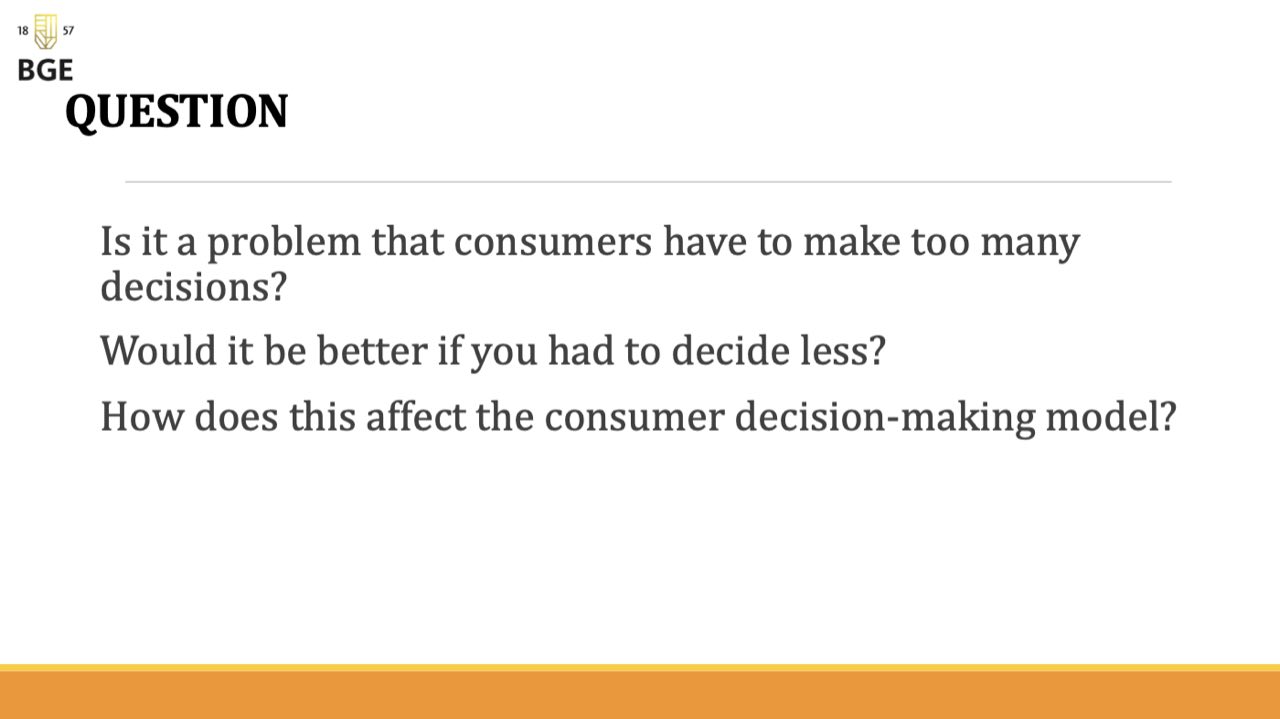 18 57
BGE
QUESTION
Is it a problem that consumers have to make too many
decisions?
Would it be better if you had to decide less?
How does this affect the consumer decision-making model?